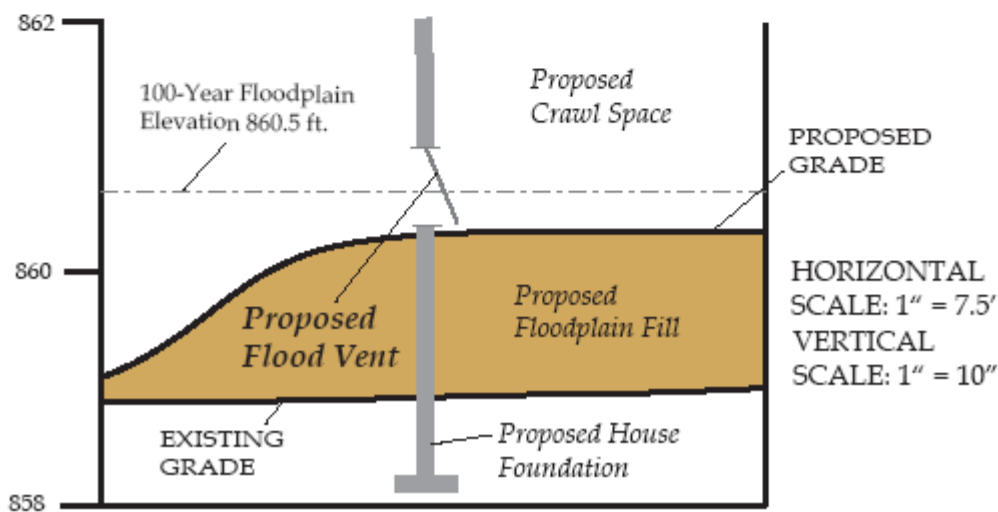 862
100-Year Floodplain
Elevation 860.5 ft.
Proposed
Crawl Space
PROPOSED
GRADE
860
Proposed
Flood Vent
Proposed
Floodplain Fill
HORIZONTAL
SCALE: 1“ = 7.5’
VERTICAL
SCALE: 1“ = 10”
EXISTING
GRADE
Proposed House
Foundation
858